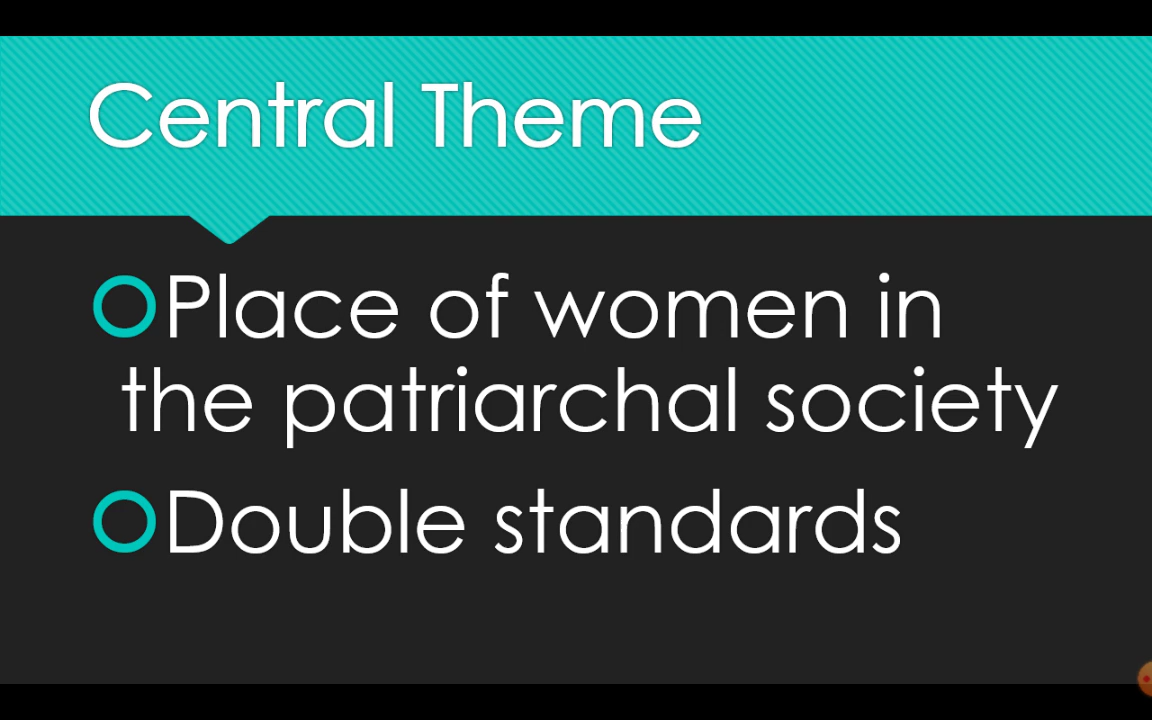 Central Theme
Place of women in
the patriarchal society
Double standards